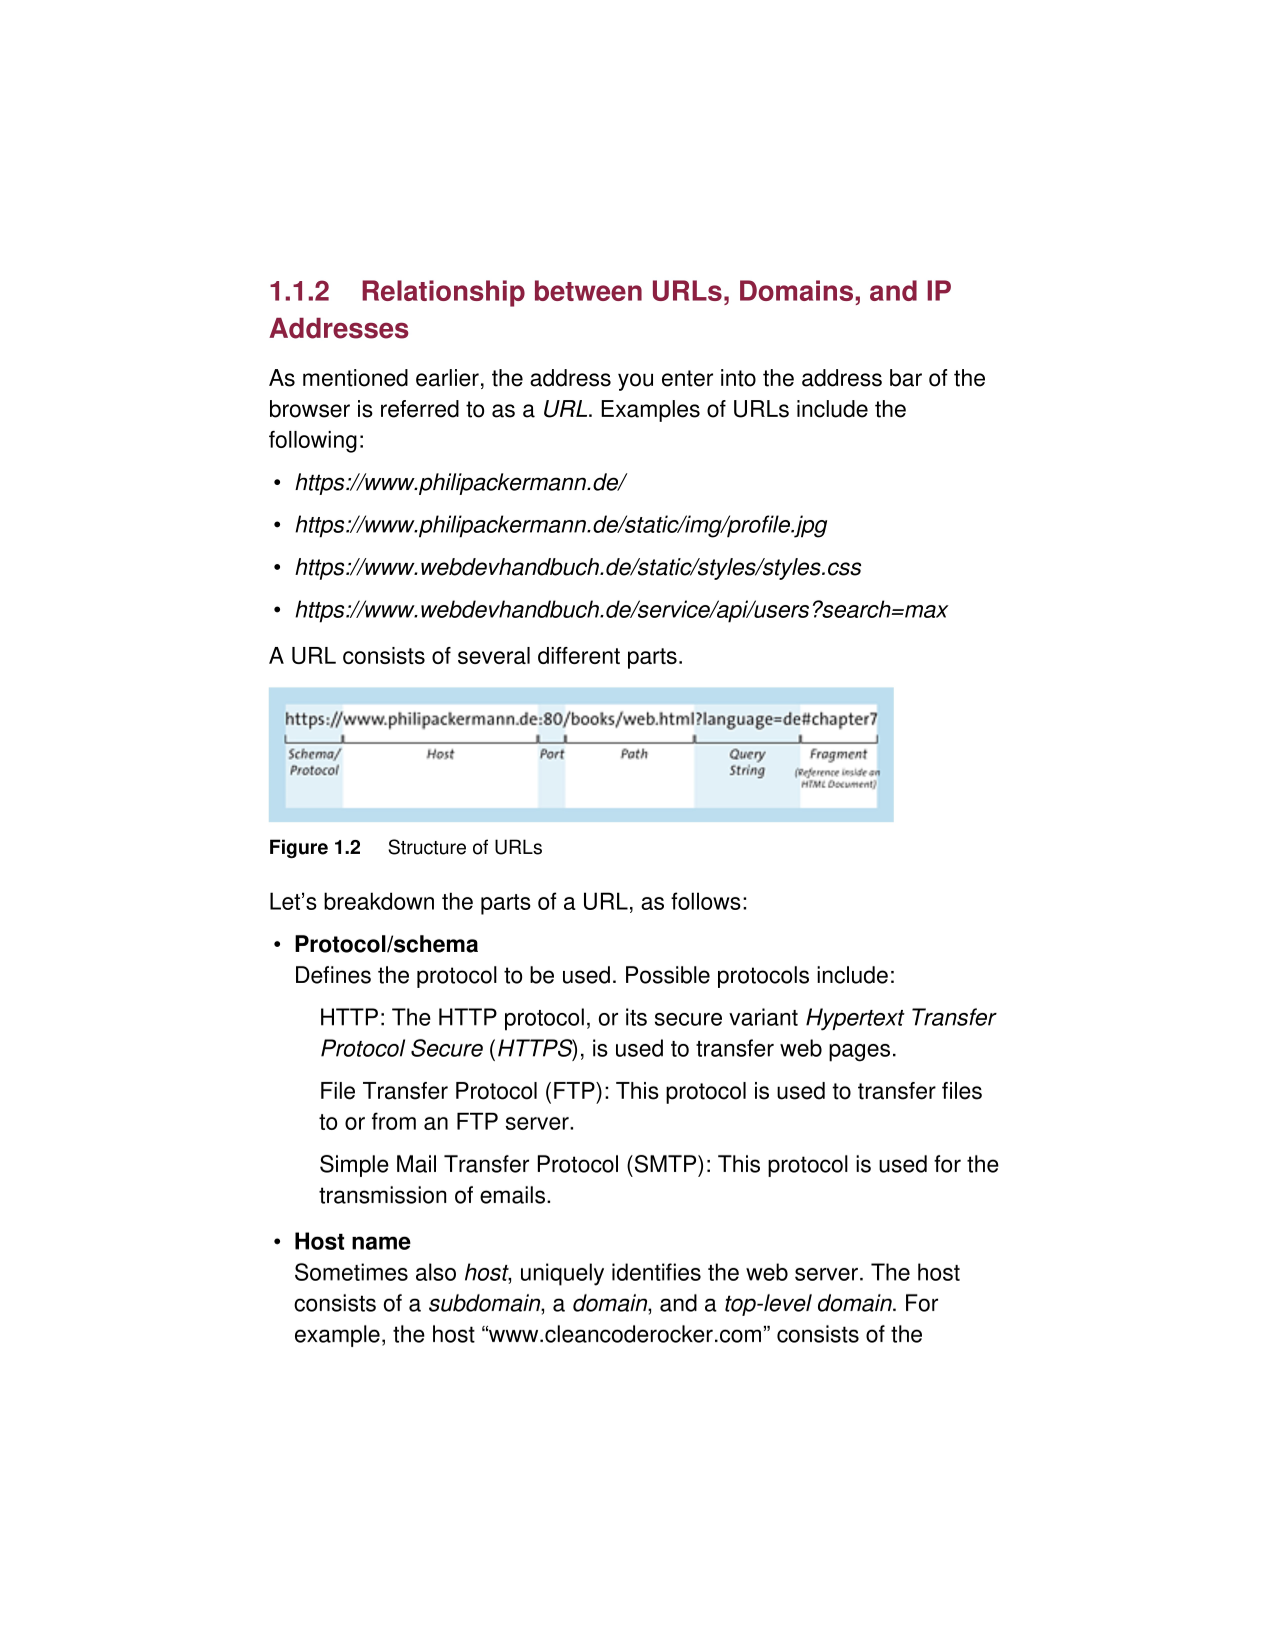 1.1.2 Relationship between URLs, Domains, and IP
Addresses
As mentioned earlier, the address you enter into the address bar of the
browser is referred to as a URL. Examples of URLs include the
following:
• https://www.philipackermann.de/
• https://www.philipackermann.de/static/img/profile.jpg
• https://www.webdevhandbuch.de/static/styles/styles.css
• https://www.webdevhandbuch.de/service/api/users?search=max
A URL consists of several different parts.
https://www.philipackermann.de:80/books/web.html?language=de#chapter7
Schema/ Host Port Path Query Fragment
Protocol String (Reference inside an
HTML Document)
Figure 1.2 Structure of URLs
Let’s breakdown the parts of a URL, as follows:
• Protocol/schema
Defines the protocol to be used. Possible protocols include:
HTTP: The HTTP protocol, or its secure variant Hypertext Transfer
Protocol Secure (HTTPS), is used to transfer web pages.
File Transfer Protocol (FTP): This protocol is used to transfer files
to or from an FTP server.
Simple Mail Transfer Protocol (SMTP): This protocol is used for the
transmission of emails.
• Host name
Sometimes also host, uniquely identifies the web server. The host
consists of a subdomain, a domain, and a top-level domain. For
example, the host “www.cleancoderocker.com” consists of the